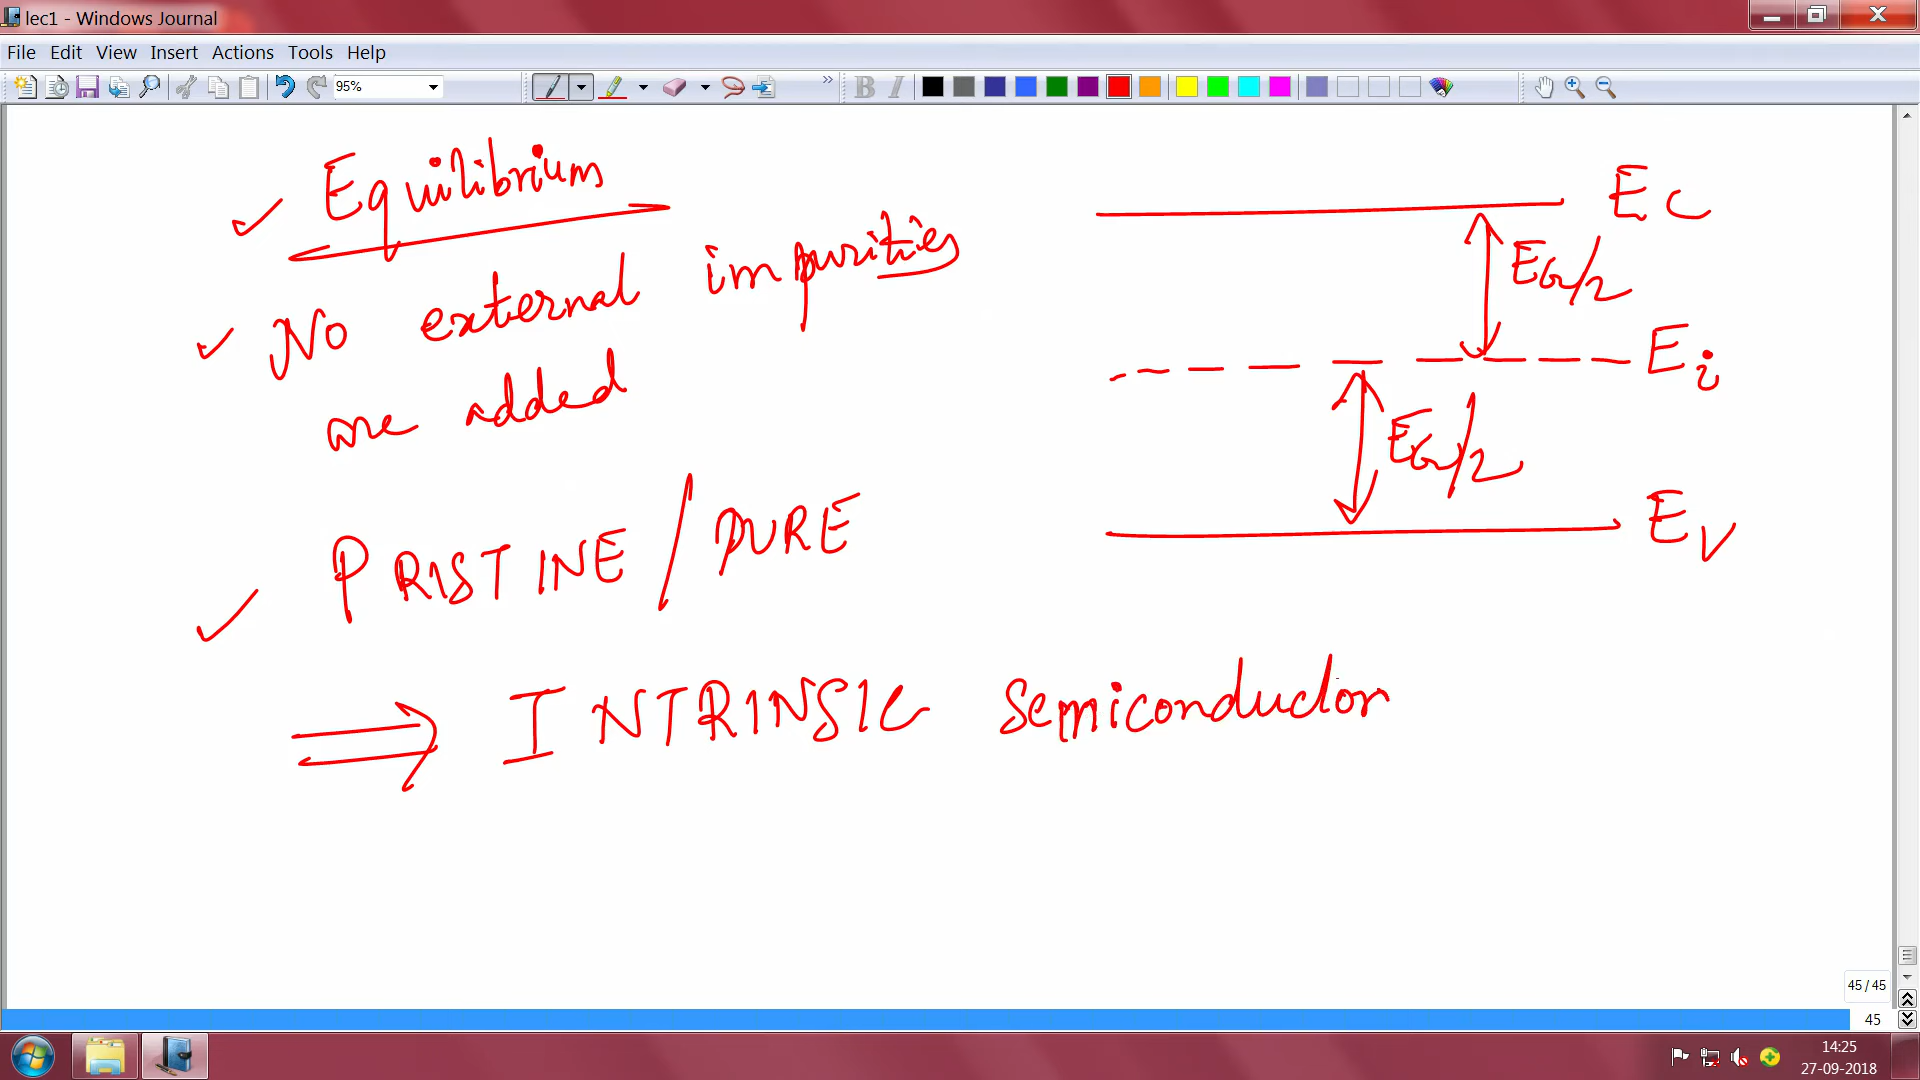 lec1 - Windows Journal
File Edit View Insert Actions Tools Help
95%
Equilibrium
No external impurities
are added
PRISTINE / PURE
⇒ INTRINSIC Semiconductor
EC
EG/2
Ei
EG/2
EV
45 / 45
45
14:25
27-09-2018